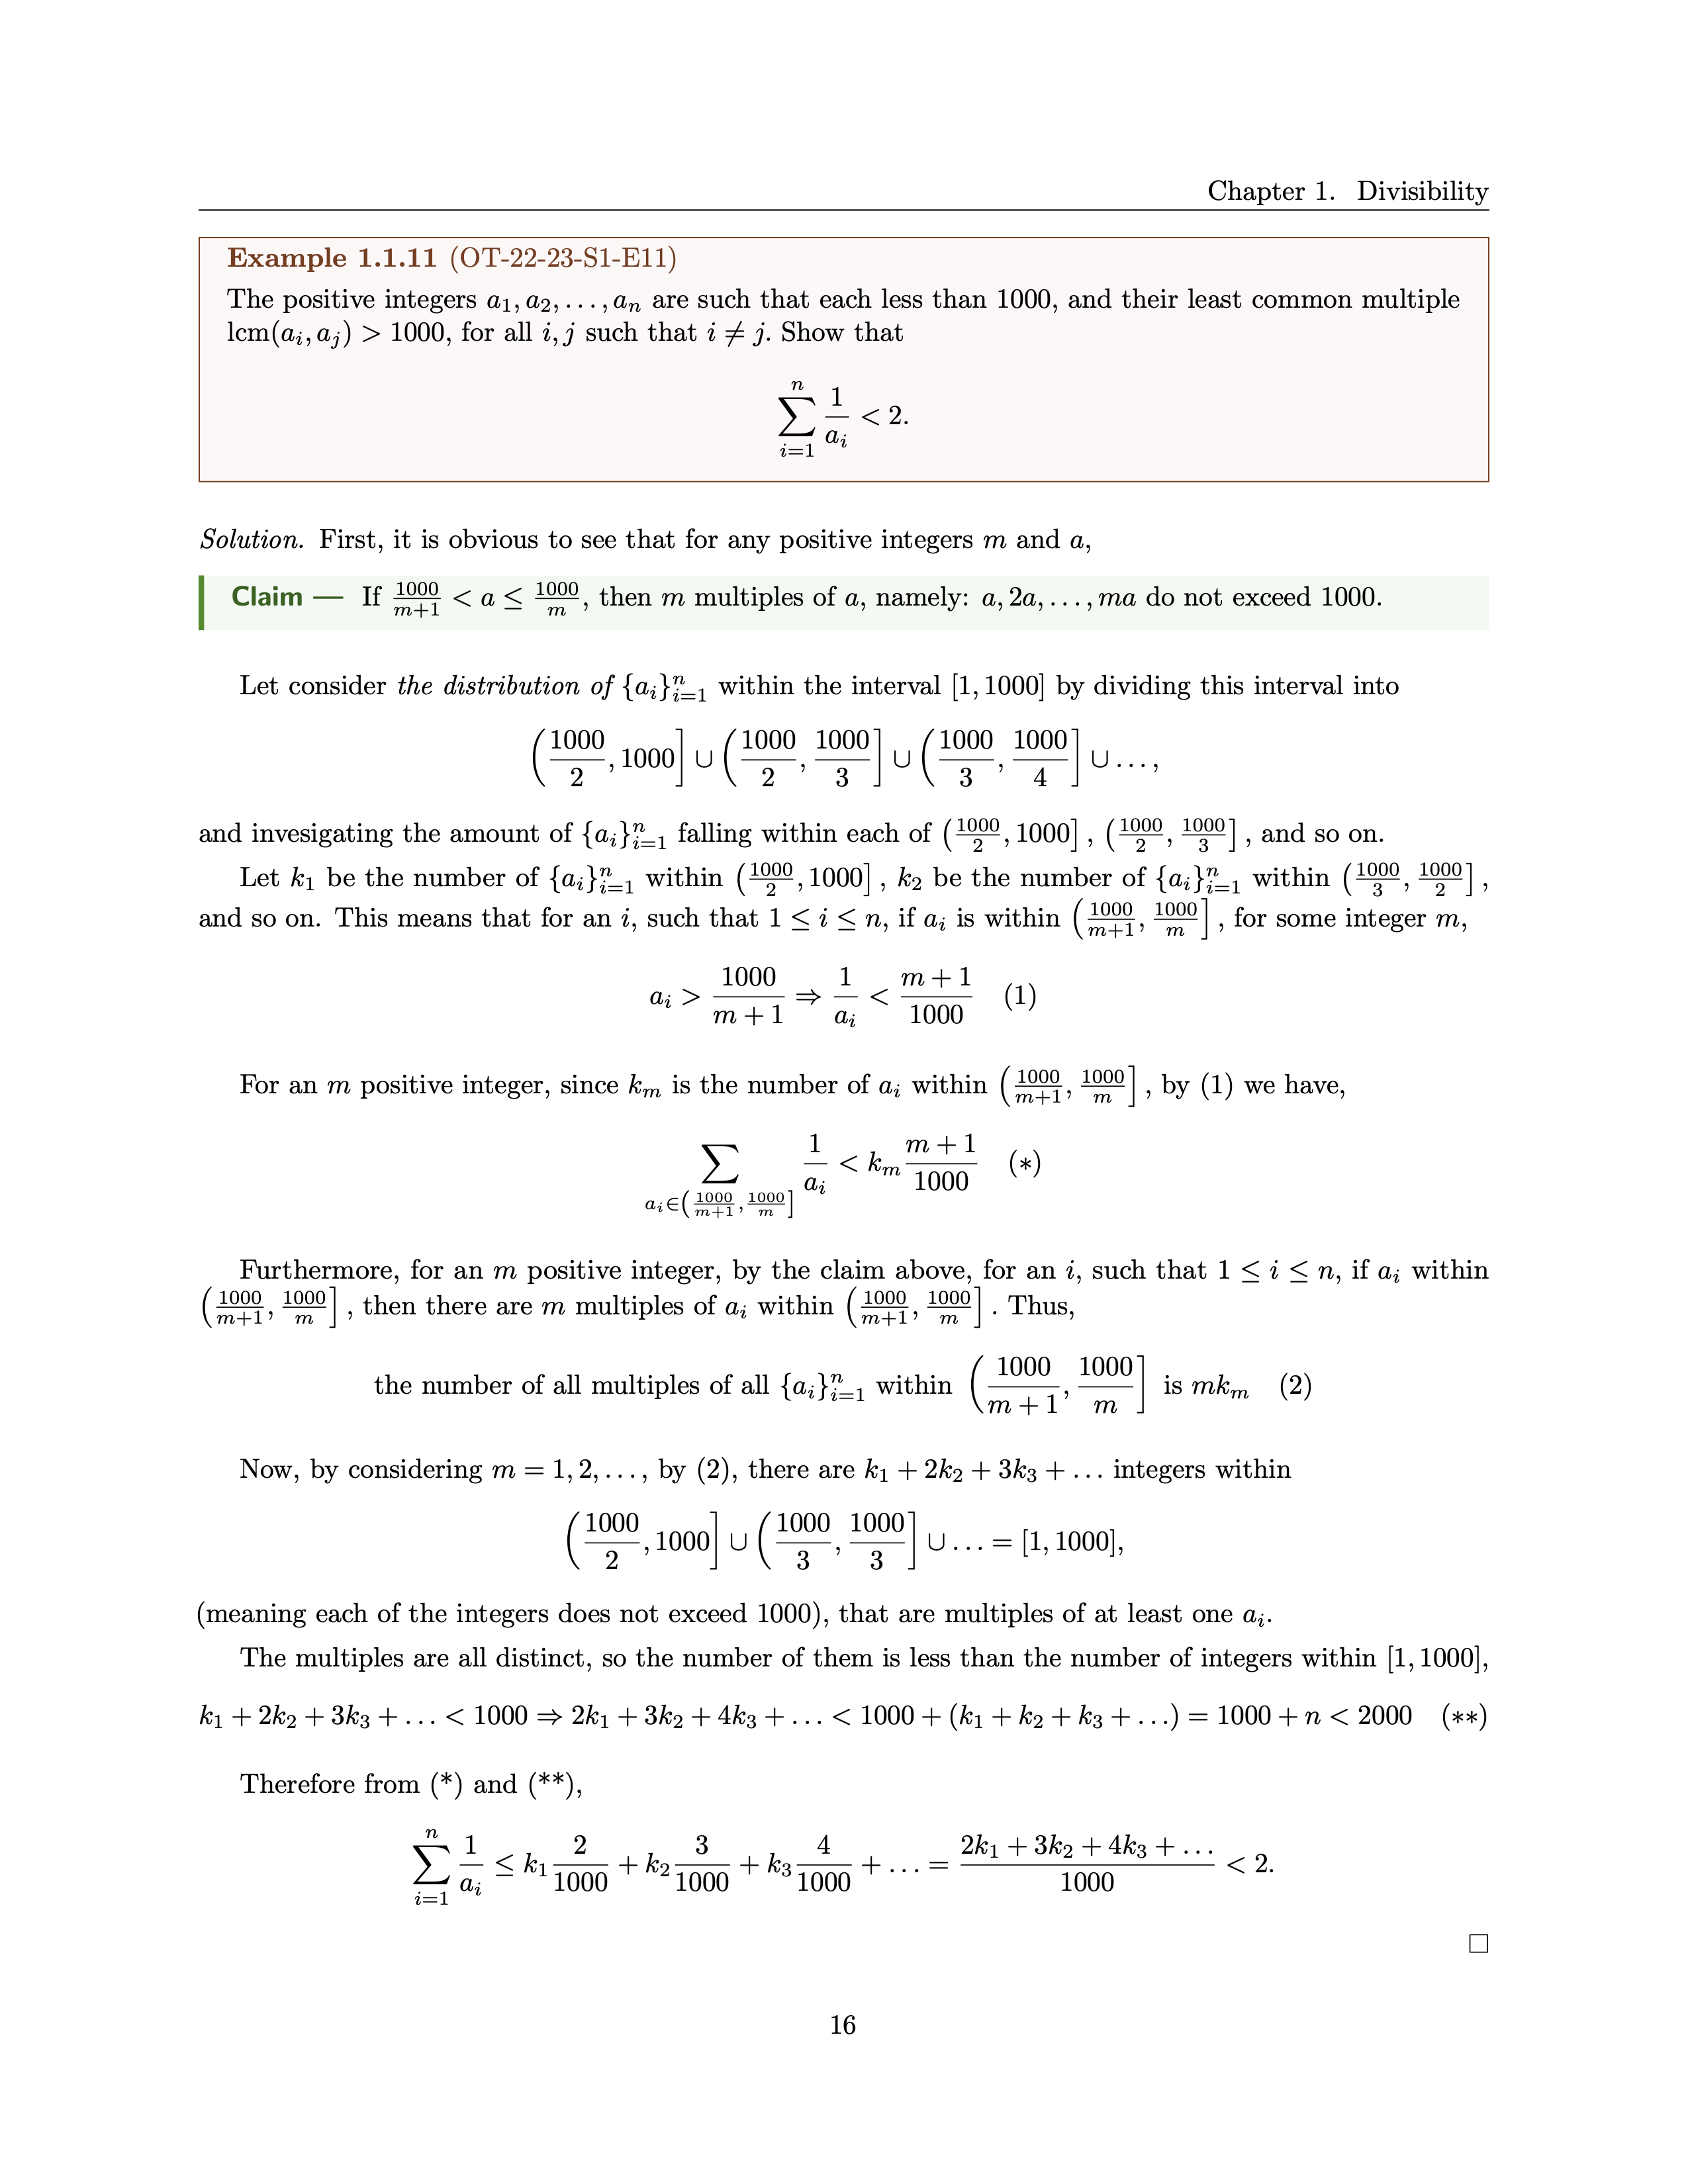 Chapter 1. Divisibility
Example 1.1.11 (OT-22-23-S1-E11)
The positive integers $a_1, a_2, \ldots, a_n$ are such that each less than 1000, and their least common multiple
$\text{lcm}(a_i, a_j) > 1000$, for all $i, j$ such that $i \neq j$. Show that
$$\sum_{i=1}^{n} \frac{1}{a_i} < 2.$$
Solution. First, it is obvious to see that for any positive integers $m$ and $a$,
Claim — If $\frac{1000}{m+1} < a \leq \frac{1000}{m}$, then $m$ multiples of $a$, namely: $a, 2a, \ldots, ma$ do not exceed 1000.
Let consider the distribution of $\{a_i\}_{i=1}^n$ within the interval $[1, 1000]$ by dividing this interval into
$$\left(\frac{1000}{2}, 1000\right] \cup \left(\frac{1000}{2}, \frac{1000}{3}\right] \cup \left(\frac{1000}{3}, \frac{1000}{4}\right] \cup \ldots,$$
and invesigating the amount of $\{a_i\}_{i=1}^n$ falling within each of $\left(\frac{1000}{2}, 1000\right], \left(\frac{1000}{2}, \frac{1000}{3}\right]$, and so on.
Let $k_1$ be the number of $\{a_i\}_{i=1}^n$ within $\left(\frac{1000}{2}, 1000\right]$, $k_2$ be the number of $\{a_i\}_{i=1}^n$ within $\left(\frac{1000}{3}, \frac{1000}{2}\right]$,
and so on. This means that for an $i$, such that $1 \leq i \leq n$, if $a_i$ is within $\left(\frac{1000}{m+1}, \frac{1000}{m}\right]$, for some integer $m$,
$$a_i > \frac{1000}{m+1} \Rightarrow \frac{1}{a_i} < \frac{m+1}{1000} \quad (1)$$
For an $m$ positive integer, since $k_m$ is the number of $a_i$ within $\left(\frac{1000}{m+1}, \frac{1000}{m}\right]$, by (1) we have,
$$\sum_{a_i \in \left(\frac{1000}{m+1}, \frac{1000}{m}\right]} \frac{1}{a_i} < k_m \frac{m+1}{1000} \quad (*)$$
Furthermore, for an $m$ positive integer, by the claim above, for an $i$, such that $1 \leq i \leq n$, if $a_i$ within
$\left(\frac{1000}{m+1}, \frac{1000}{m}\right]$, then there are $m$ multiples of $a_i$ within $\left(\frac{1000}{m+1}, \frac{1000}{m}\right]$. Thus,
$$\text{the number of all multiples of all } \{a_i\}_{i=1}^n \text{ within } \left(\frac{1000}{m+1}, \frac{1000}{m}\right] \text{ is } mk_m \quad (2)$$
Now, by considering $m = 1, 2, \ldots$, by (2), there are $k_1 + 2k_2 + 3k_3 + \ldots$ integers within
$$\left(\frac{1000}{2}, 1000\right] \cup \left(\frac{1000}{3}, \frac{1000}{3}\right] \cup \ldots = [1, 1000],$$
(meaning each of the integers does not exceed 1000), that are multiples of at least one $a_i$.
The multiples are all distinct, so the number of them is less than the number of integers within $[1, 1000]$,
$$k_1 + 2k_2 + 3k_3 + \ldots < 1000 \Rightarrow 2k_1 + 3k_2 + 4k_3 + \ldots < 1000 + (k_1 + k_2 + k_3 + \ldots) = 1000 + n < 2000 \quad (**)$$
Therefore from (*) and (**),
$$\sum_{i=1}^{n} \frac{1}{a_i} \leq k_1 \frac{2}{1000} + k_2 \frac{3}{1000} + k_3 \frac{4}{1000} + \ldots = \frac{2k_1 + 3k_2 + 4k_3 + \ldots}{1000} < 2.$$
□
16